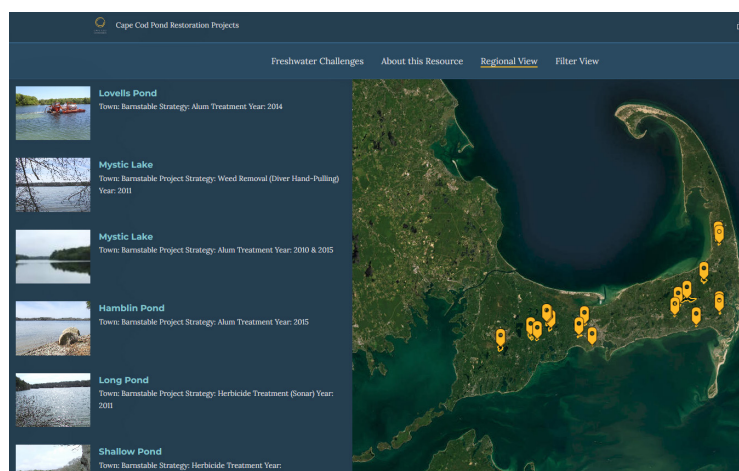 Cape Cod Pond Restoration Projects
Freshwater Challenges About this Resource Regional View Filter View
Lovells Pond
Town: Barnstable Strategy: Alum Treatment Year: 2014
Mystic Lake
Town: Barnstable Project Strategy: Weed Removal (Diver Hand-Pulling)
Year: 2011
Mystic Lake
Town: Barnstable Project Strategy: Alum Treatment Year: 2010 & 2015
Hamblin Pond
Town: Barnstable Project Strategy: Alum Treatment Year: 2015
Long Pond
Town: Barnstable Project Strategy: Herbicide Treatment (Sonar) Year:
2011
Shallow Pond
Town: Barnstable Strategy: Herbicide Treatment Year: